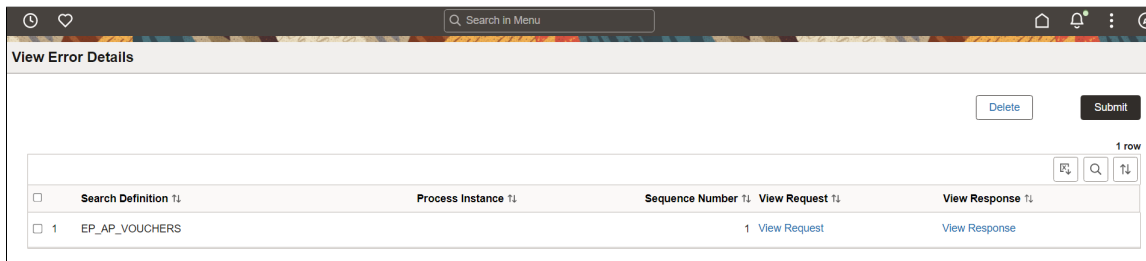 Search in Menu
View Error Details
Delete Submit
1 row
Search Definition Process Instance Sequence Number View Request View Response
1 EP_AP_VOUCHERS 1 View Request View Response